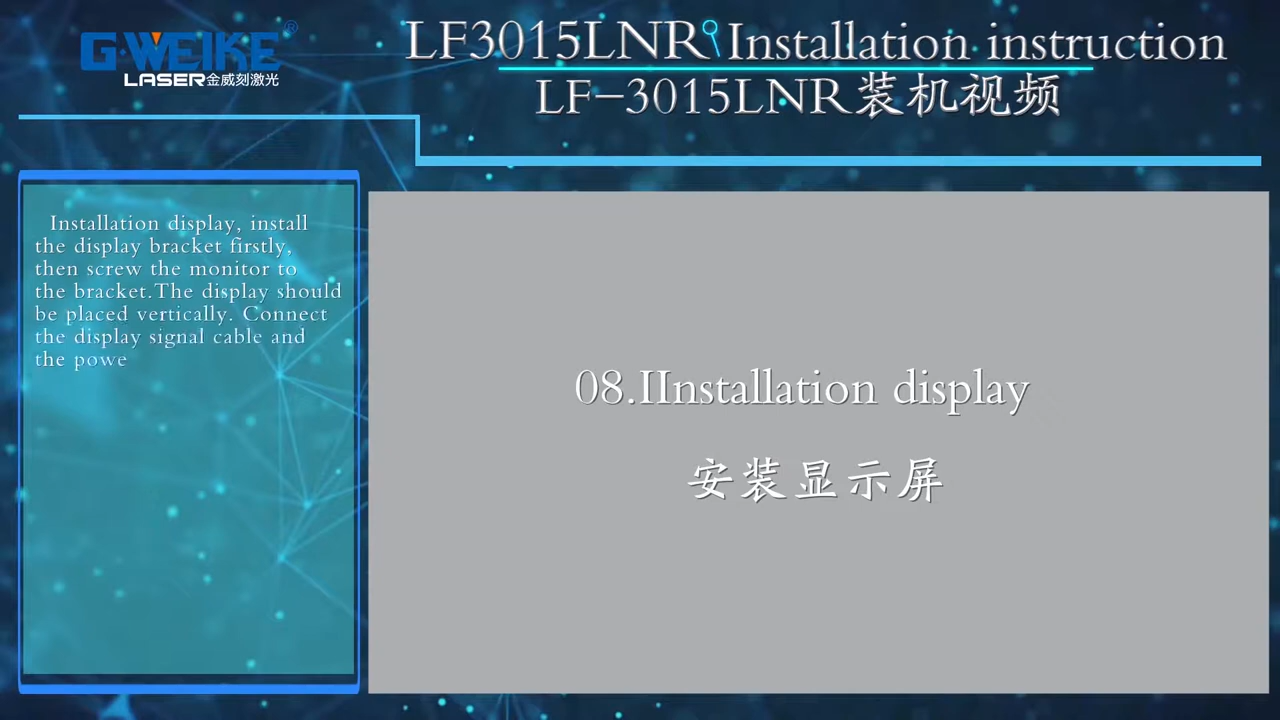 G·WEIKE®
LASER金威刻激光
LF3015LNR Installation instruction
LF-3015LNR装机视频
Installation display, install
the display bracket firstly,
then screw the monitor to
the bracket.The display should
be placed vertically. Connect
the display signal cable and
the powe
08.IInstallation display
安装显示屏